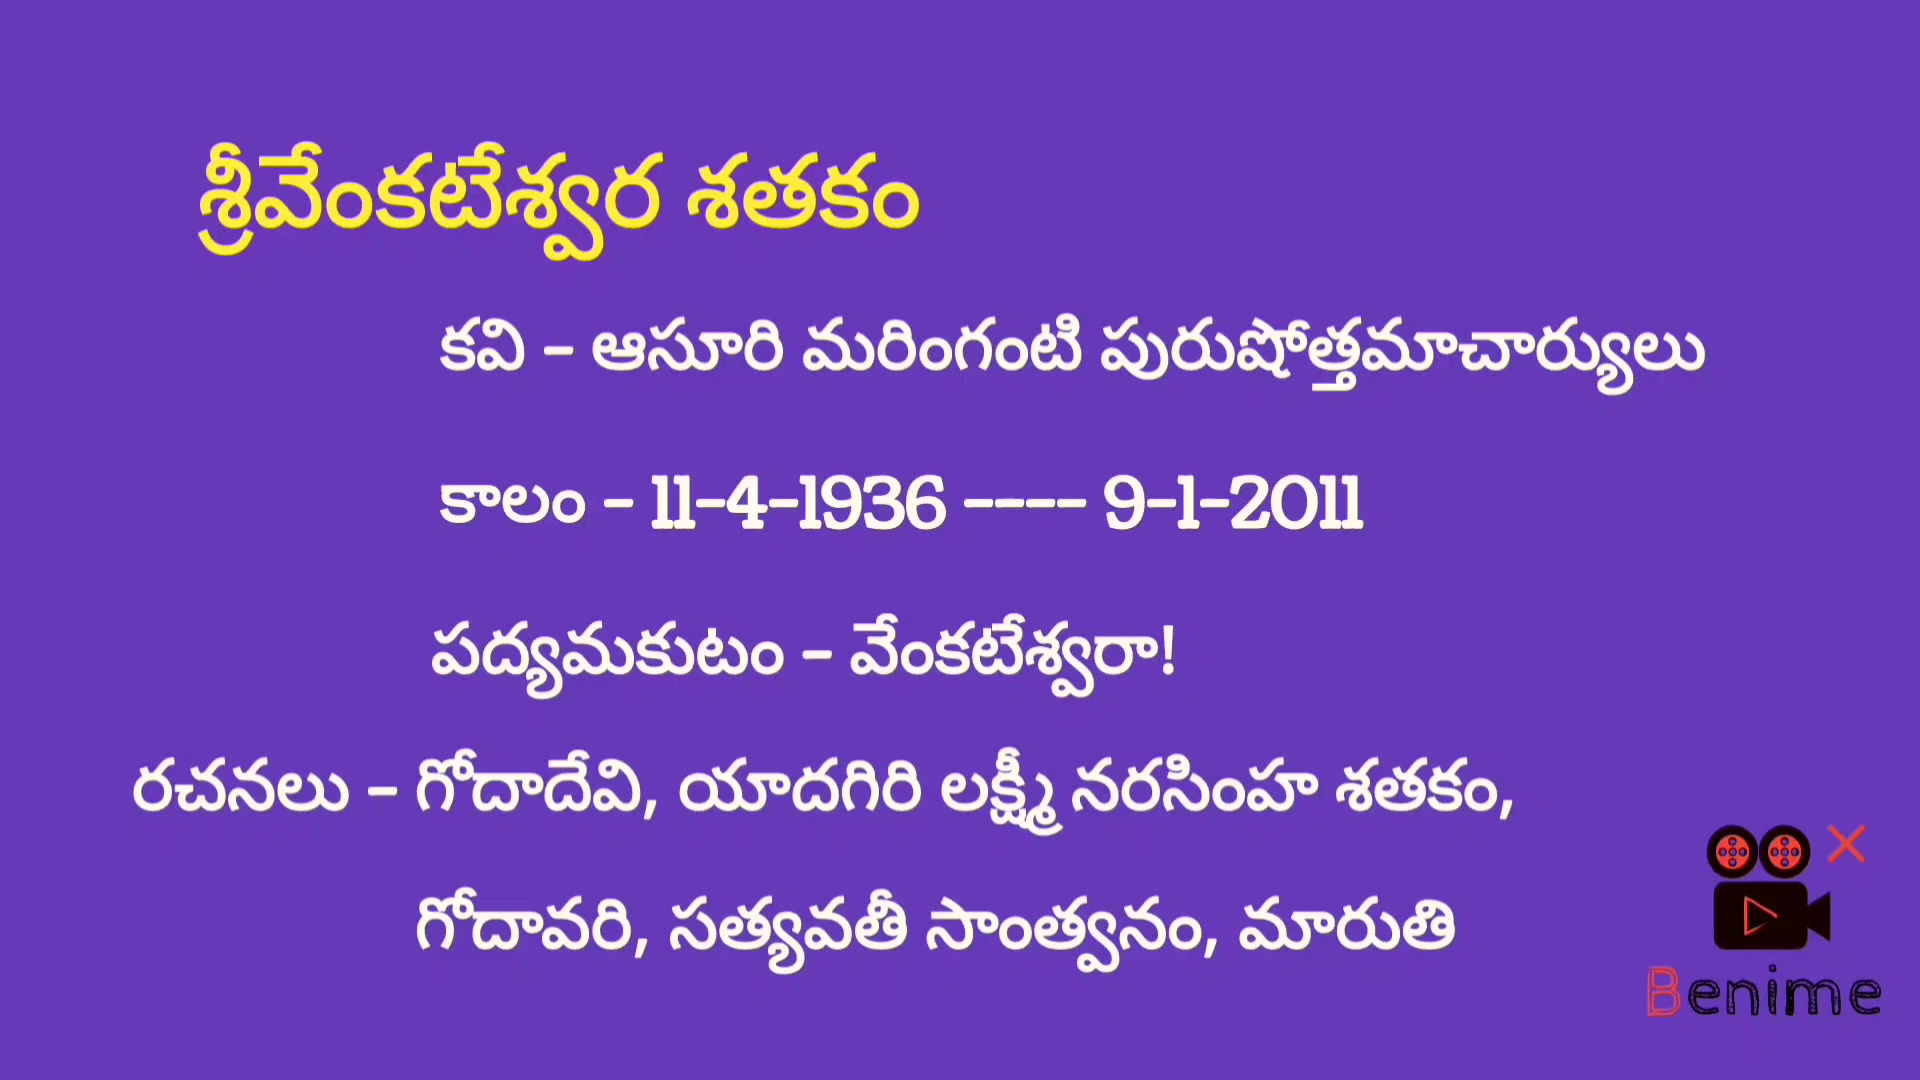 శ్రీవేంకటేశ్వర శతకం
కవి - ఆసూరి మరింగంటి పురుషోత్తమాచార్యులు
కాలం - 11-4-1936 ---- 9-1-2011
పద్యమకుటం - వేంకటేశ్వరా!
రచనలు - గోదాదేవి, యాదగిరి లక్ష్మీ నరసింహ శతకం,
గోదావరి, సత్యవతీ సాంత్వనం, మారుతి
Benime